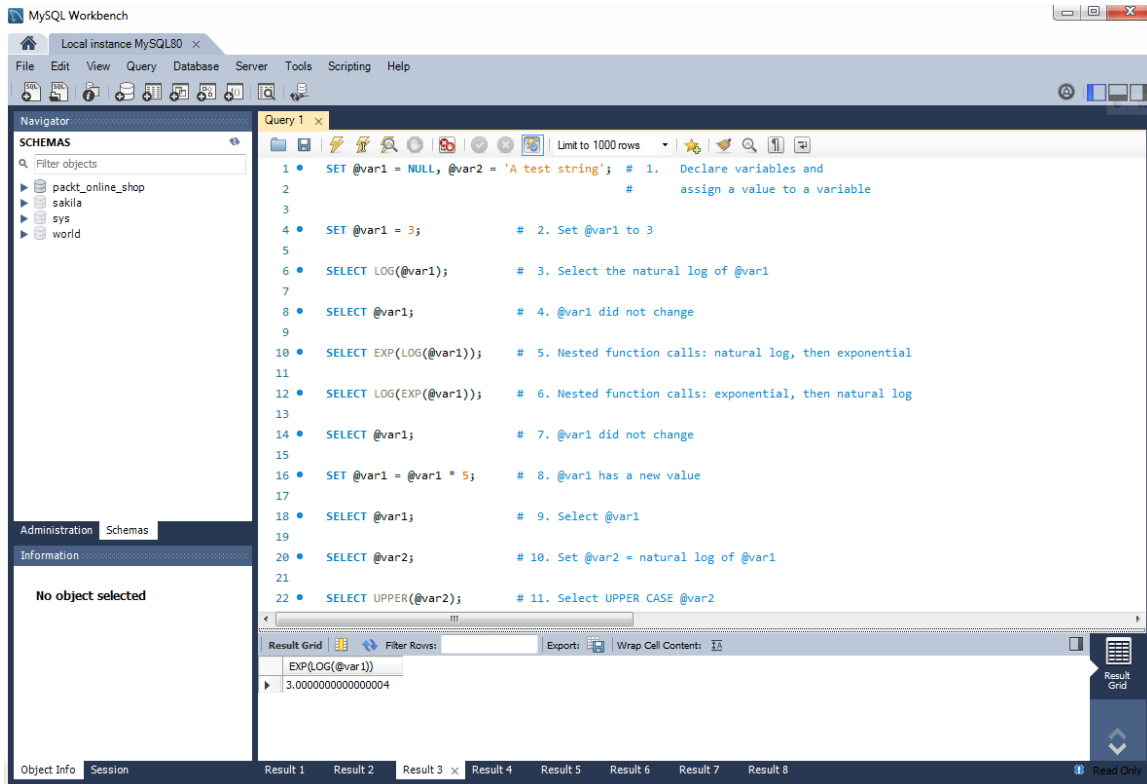 MySQL Workbench
Local instance MySQL80 ×
File Edit View Query Database Server Tools Scripting Help
Navigator
SCHEMAS
Filter objects
packt_online_shop
sakila
sys
world
Administration Schemas
Information
No object selected
Object Info Session
Query 1 ×
Limit to 1000 rows
1 SET @var1 = NULL, @var2 = 'A test string'; # 1. Declare variables and
2 # assign a value to a variable
3
4 SET @var1 = 3; # 2. Set @var1 to 3
5
6 SELECT LOG(@var1); # 3. Select the natural log of @var1
7
8 SELECT @var1; # 4. @var1 did not change
9
10 SELECT EXP(LOG(@var1)); # 5. Nested function calls: natural log, then exponential
11
12 SELECT LOG(EXP(@var1)); # 6. Nested function calls: exponential, then natural log
13
14 SELECT @var1; # 7. @var1 did not change
15
16 SET @var1 = @var1 * 5; # 8. @var1 has a new value
17
18 SELECT @var1; # 9. Select @var1
19
20 SELECT @var2; # 10. Set @var2 = natural log of @var1
21
22 SELECT UPPER(@var2); # 11. Select UPPER CASE @var2
Result Grid Filter Rows: Export: Wrap Cell Content:
EXP(LOG(@var1))
3.0000000000000004
Result
Grid
Result 1 Result 2 Result 3 × Result 4 Result 5 Result 6 Result 7 Result 8
Read Only